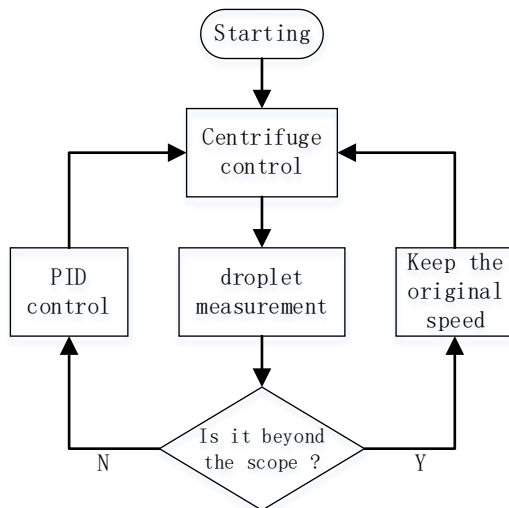 Starting
Centrifuge
control
PID
control
droplet
measurement
Keep the
original
speed
Is it beyond
the scope ?
N
Y